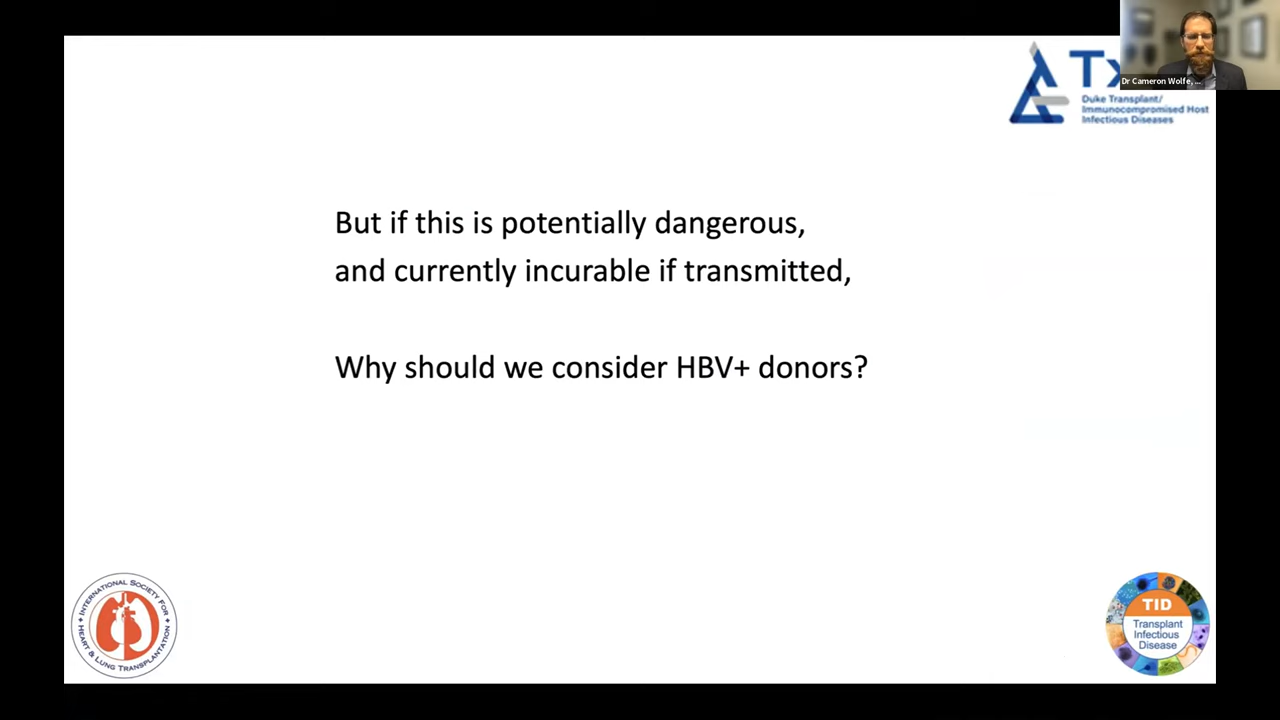 Dr Cameron Wolfe, ...
Tx
Duke Transplant/
Immunocompromised Host
Infectious Diseases
But if this is potentially dangerous,
and currently incurable if transmitted,
Why should we consider HBV+ donors?
INTERNATIONAL SOCIETY FOR
HEART & LUNG TRANSPLANTATION
TID
Transplant
Infectious
Disease